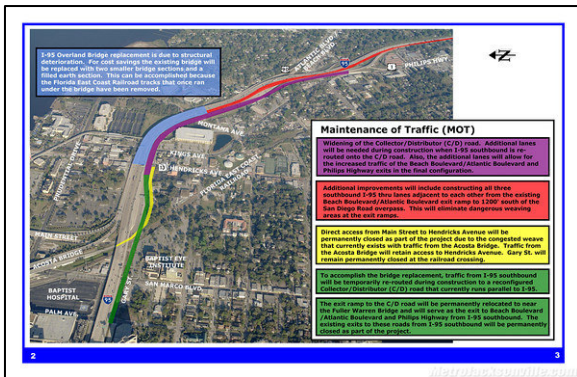 I-95 Overland Bridge replacement is due to structural
deterioration. For cost savings the existing bridge will
be replaced with two smaller bridge sections and a
filled earth section. This can be accomplished because
the Florida East Coast Railroad tracks that once ran
under the bridge have been removed.
ATLANTIC BLVD /
BEACH BLVD
95
PHILIPS HWY
N
MONTANA AVE
KINGS AVE
HENDRICKS AVE
FLORIDA EAST COAST
RAILROAD
MAIN STREET
ACOSTA BRIDGE
BAPTIST EYE
INSTITUTE
SAN MARCO BLVD.
BAPTIST
HOSPITAL
PALM AVE.
95
Maintenance of Traffic (MOT)
Widening of the Collector/Distributor (C/D) road. Additional lanes
will be needed during construction when I-95 southbound is re-
routed onto the C/D road. Also, the additional lanes will allow for
the increased traffic of the Beach Boulevard/Atlantic Boulevard and
Philips Highway exits in the final configuration.
Additional improvements will include constructing all three
southbound I-95 thru lanes adjacent to each other from the existing
Beach Boulevard/Atlantic Boulevard exit ramp to 1200' south of the
San Diego Road overpass. This will eliminate dangerous weaving
areas at the exit ramps.
Direct access from Main Street to Hendricks Avenue will be
permanently closed as part of the project due to the congested weave
that currently exists with traffic from the Acosta Bridge. Traffic from
the Acosta Bridge will retain access to Hendricks Avenue. Gary St. will
remain permanently closed at the railroad crossing.
To accomplish the bridge replacement, traffic from I-95 southbound
will be temporarily re-routed during construction to a reconfigured
Collector/Distributor (C/D) road that currently runs parallel to I-95.
The exit ramp to the C/D road will be permanently relocated to near
the Fuller Warren Bridge and will serve as the exit to Beach Boulevard
/Atlantic Boulevard and Philips Highway from I-95 southbound. The
existing exits to these roads from I-95 southbound will be permanently
closed as part of the project.
2
3
Metrojacksonville.com